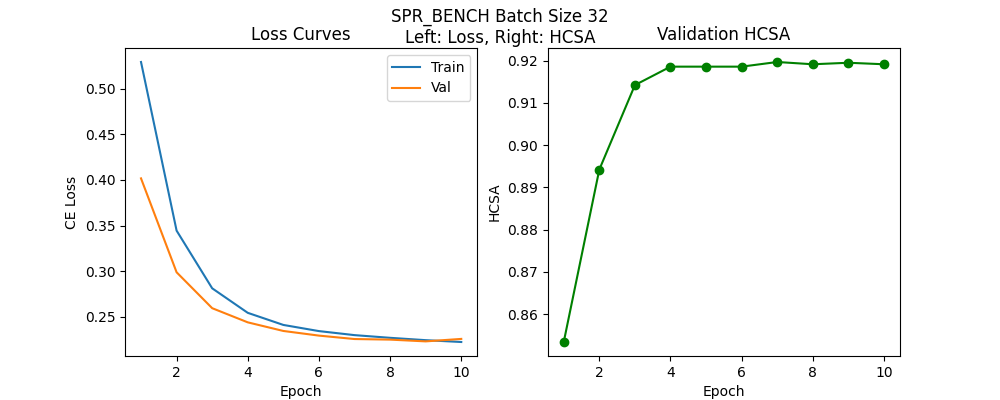 SPR_BENCH Batch Size 32
Left: Loss, Right: HCSA
Loss Curves
Train
Val
0.50
0.45
0.40
0.35
0.30
0.25
CE Loss
2
4
6
8
10
Epoch
Validation HCSA
0.92
0.91
0.90
0.89
0.88
0.87
0.86
HCSA
2
4
6
8
10
Epoch